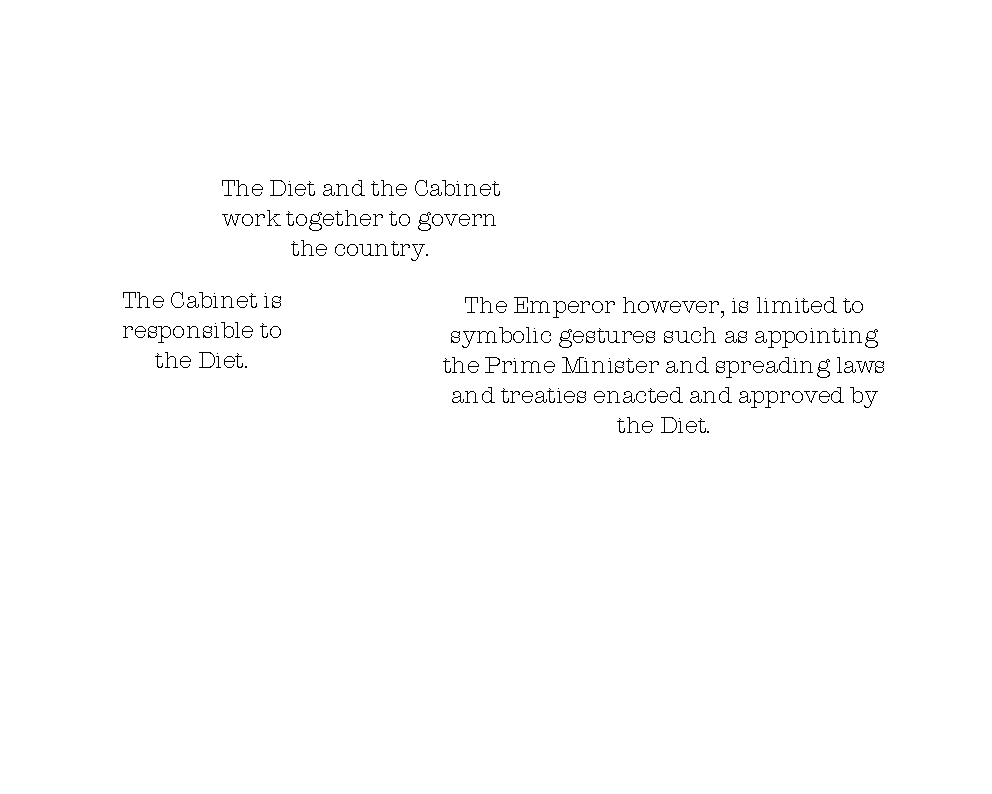 The Diet and the Cabinet
work together to govern
the country.
The Cabinet is
responsible to
the Diet.
The Emperor however, is limited to
symbolic gestures such as appointing
the Prime Minister and spreading laws
and treaties enacted and approved by
the Diet.